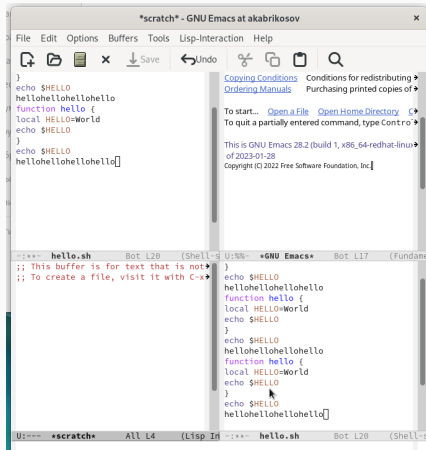 *scratch* - GNU Emacs at akabrikosov
×
File Edit Options Buffers Tools Lisp-Interaction Help
Save Undo
}
echo $HELLO
hellohellohellohello
function hello {
local HELLO=World
echo $HELLO
}
echo $HELLO
hellohellohellohello
-:**- hello.sh Bot L20 (Shell-s
Copying Conditions Conditions for redistributing
Ordering Manuals Purchasing printed copies of
To start... Open a File Open Home Directory
To quit a partially entered command, type Contro
This is GNU Emacs 28.2 (build 1, x86_64-redhat-linux
of 2023-01-28
Copyright (C) 2022 Free Software Foundation, Inc.
U:%%- *GNU Emacs* Bot L17 (Fundame
;; This buffer is for text that is not
;; To create a file, visit it with C-x
U:--- *scratch* All L4 (Lisp In
}
echo $HELLO
hellohellohellohello
function hello {
local HELLO=World
echo $HELLO
}
echo $HELLO
hellohellohellohello
function hello {
local HELLO=World
echo $HELLO
}
echo $HELLO
hellohellohellohello
-:**- hello.sh Bot L20 (Shell-s